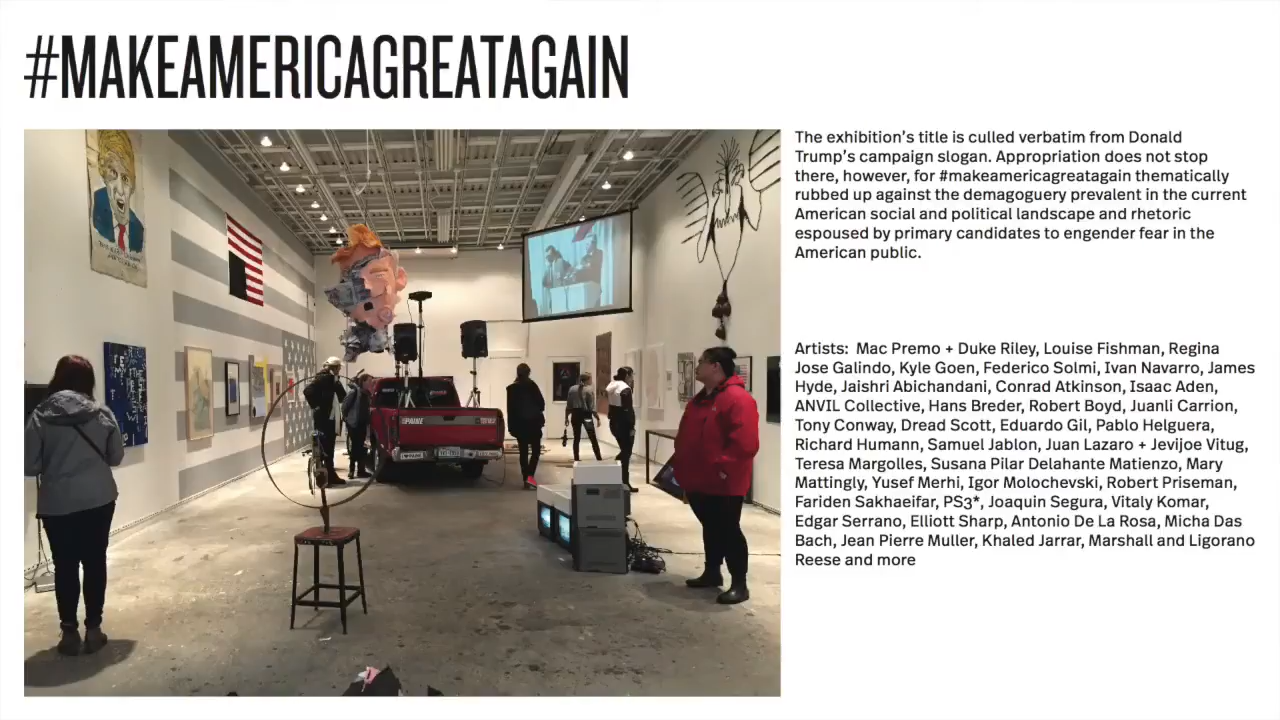 #MAKEAMERICAGREATAGAIN
The exhibition's title is culled verbatim from Donald
Trump's campaign slogan. Appropriation does not stop
there, however, for #makeamericagreatagain thematically
rubbed up against the demagoguery prevalent in the current
American social and political landscape and rhetoric
espoused by primary candidates to engender fear in the
American public.
Artists:  Mac Premo + Duke Riley, Louise Fishman, Regina
Jose Galindo, Kyle Goen, Federico Solmi, Ivan Navarro, James
Hyde, Jaishri Abichandani, Conrad Atkinson, Isaac Aden,
ANVIL Collective, Hans Breder, Robert Boyd, Juanli Carrion,
Tony Conway, Dread Scott, Eduardo Gil, Pablo Helguera,
Richard Humann, Samuel Jablon, Juan Lazaro + Jevijoe Vitug,
Teresa Margolles, Susana Pilar Delahante Matienzo, Mary
Mattingly, Yusef Merhi, Igor Molochevski, Robert Priseman,
Fariden Sakhaeifar, PS3*, Joaquin Segura, Vitaly Komar,
Edgar Serrano, Elliott Sharp, Antonio De La Rosa, Micha Das
Bach, Jean Pierre Muller, Khaled Jarrar, Marshall and Ligorano
Reese and more